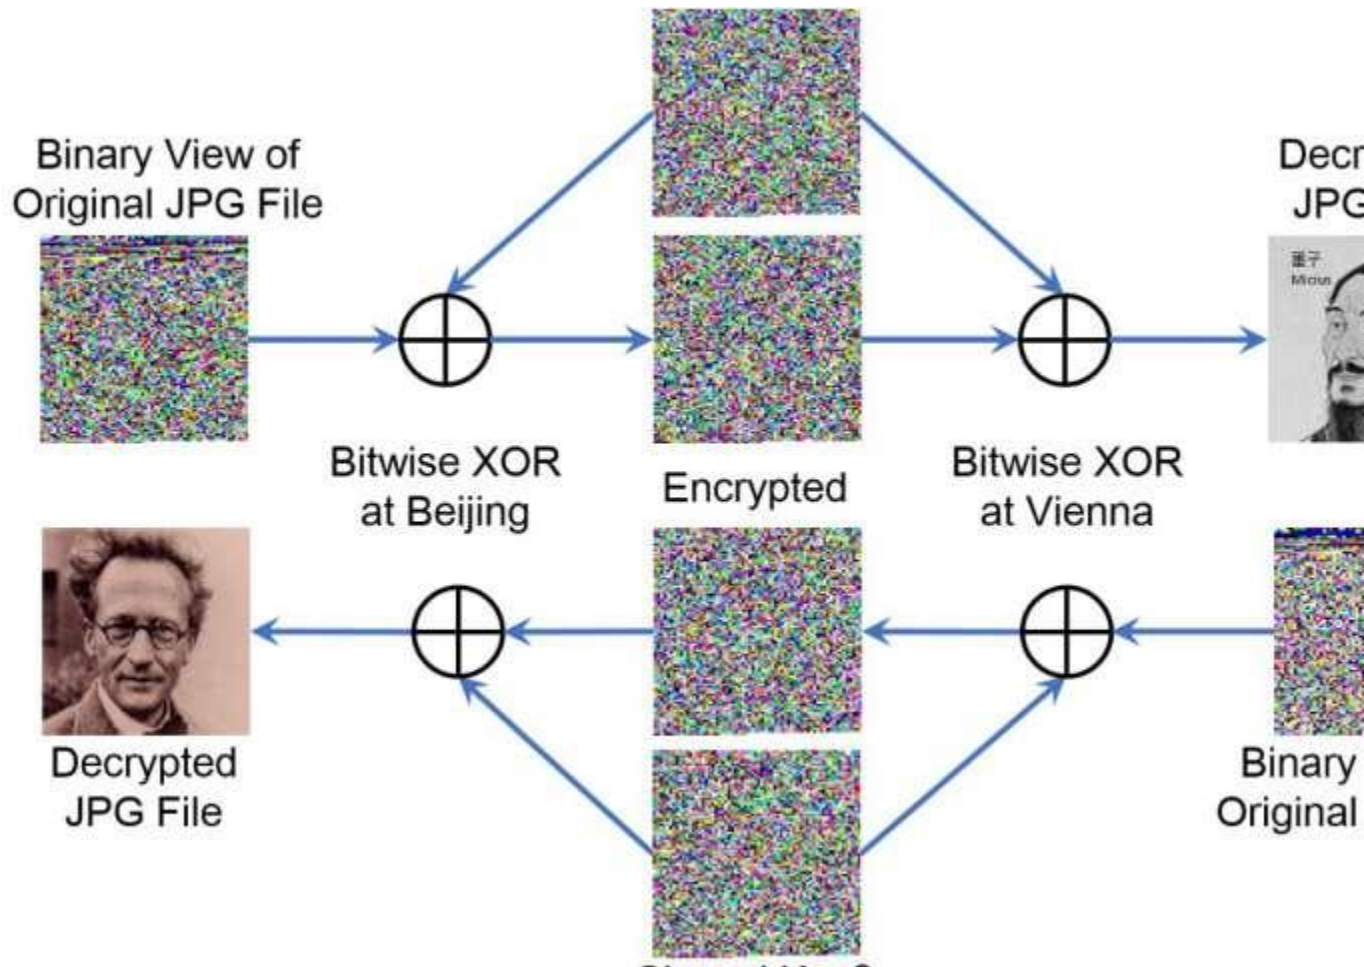 Binary View of
Original JPG File
Decr
JPG
墨子
Micius
Bitwise XOR
at Beijing
Encrypted
Bitwise XOR
at Vienna
Decrypted
JPG File
Binary
Original